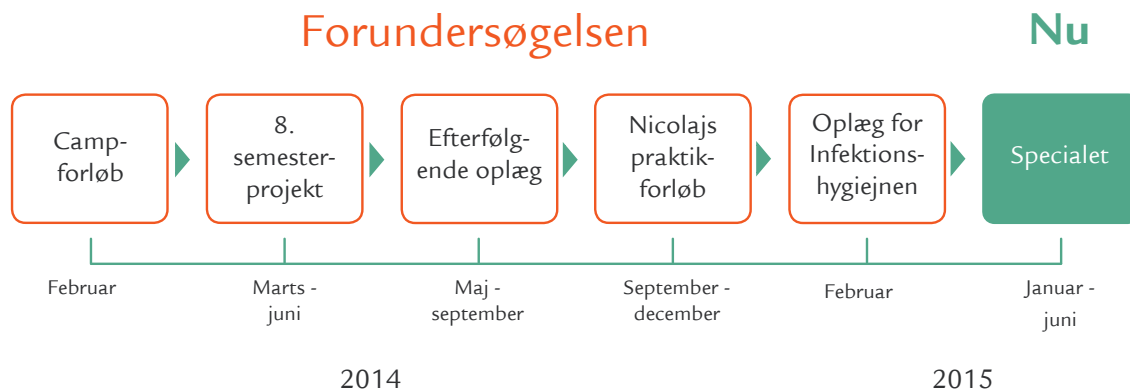 Forundersøgelsen
Nu
Camp-
forløb
8.
semester-
projekt
Efterfølg-
ende oplæg
Nicolajs
praktik-
forløb
Oplæg for
Infektions-
hygiejnen
Specialet
Februar
Marts -
juni
Maj -
september
September -
december
Februar
Januar -
juni
2014
2015